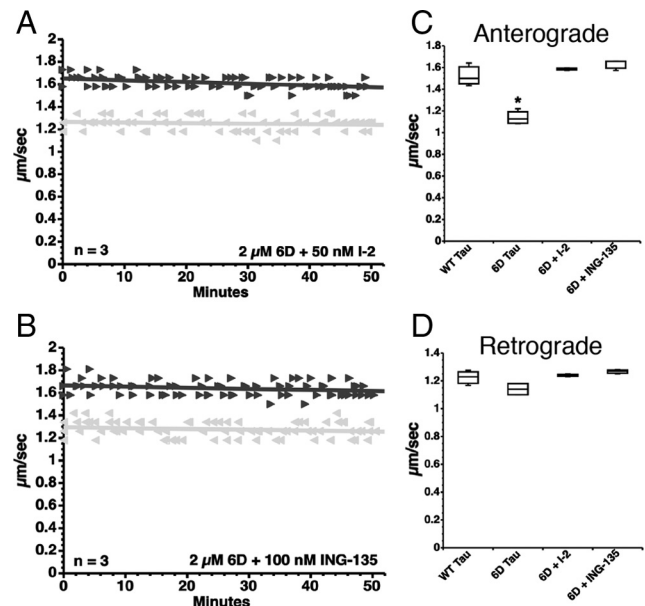 A
µm/sec
2
1.8
1.6
1.4
1.2
1
0.8
0.6
0.4
0.2
0
n = 3
2 µM 6D + 50 nM I-2
0 10 20 30 40 50
Minutes
B
µm/sec
2
1.8
1.6
1.4
1.2
1
0.8
0.6
0.4
0.2
0
n = 3
2 µM 6D + 100 nM ING-135
0 10 20 30 40 50
Minutes
C
Anterograde
µm/sec
1.8
1.6
1.4
1.2
1
0.8
0.6
0.4
0.2
0
*
WT Tau
6D Tau
6D + I-2
6D + ING-135
D
Retrograde
µm/sec
1.4
1.2
1
0.8
0.6
0.4
0.2
0
WT Tau
6D Tau
6D + I-2
6D + ING-135